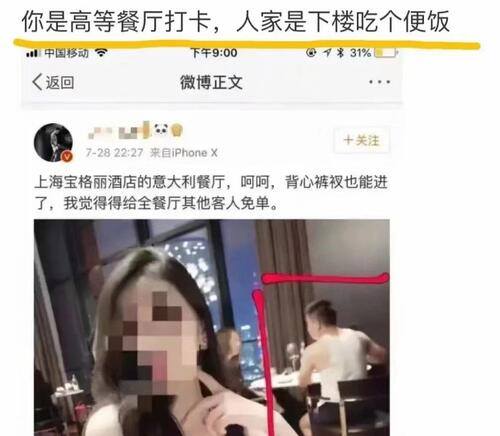 你是高等餐厅打卡，人家是下楼吃个便饭
中国移动 下午9:00 31%
返回 微博正文 ...
7-28 22:27 来自iPhone X +关注
上海宝格丽酒店的意大利餐厅，呵呵，背心裤衩也能进
了，我觉得得给全餐厅其他客人免单。